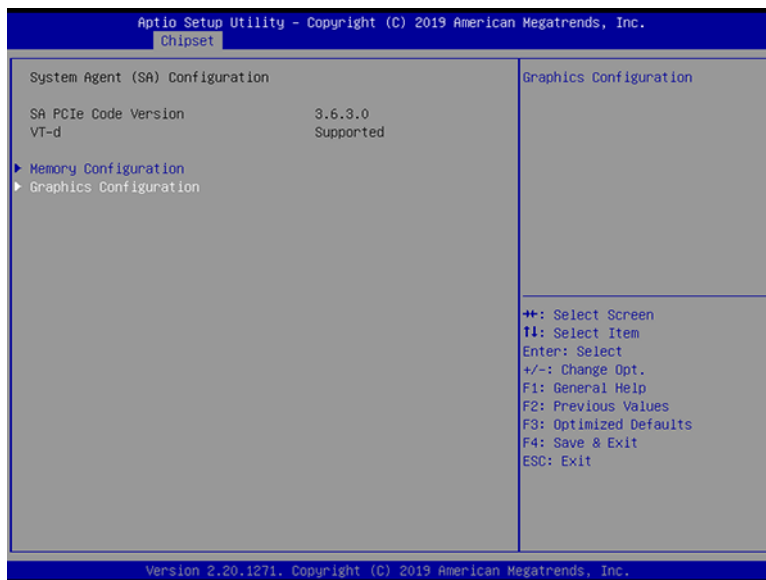 Aptio Setup Utility – Copyright (C) 2019 American Megatrends, Inc.
Chipset
System Agent (SA) Configuration
SA PCIe Code Version 3.6.3.0
VT-d Supported
Memory Configuration
Graphics Configuration
Graphics Configuration
→←: Select Screen
↑↓: Select Item
Enter: Select
+/-: Change Opt.
F1: General Help
F2: Previous Values
F3: Optimized Defaults
F4: Save & Exit
ESC: Exit
Version 2.20.1271. Copyright (C) 2019 American Megatrends, Inc.